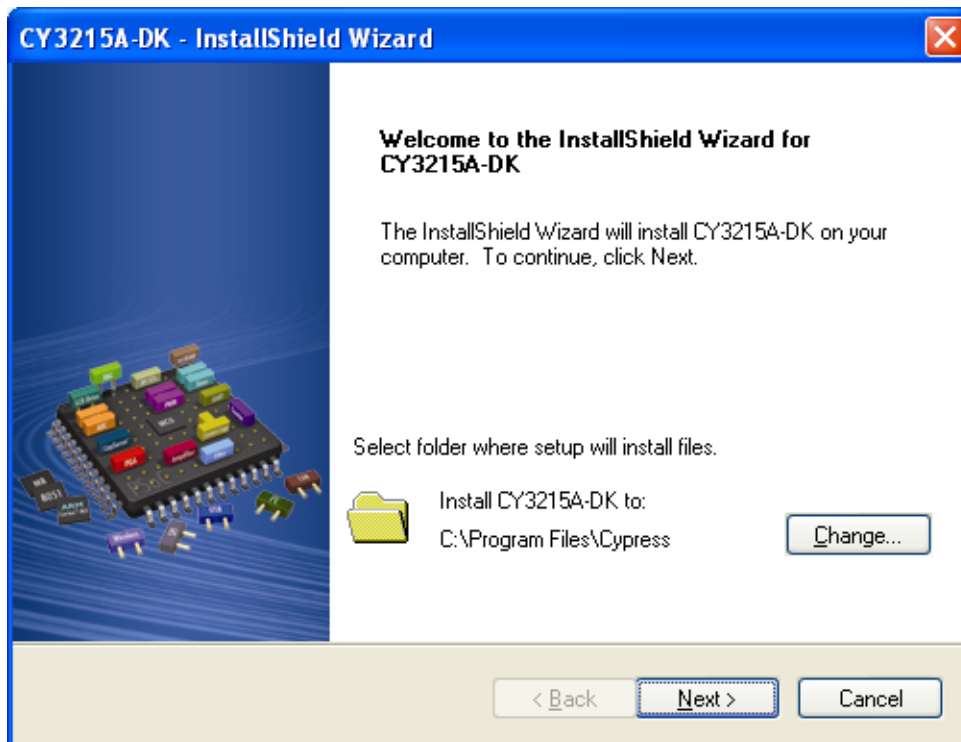 CY3215A-DK - InstallShield Wizard
Welcome to the InstallShield Wizard for
CY3215A-DK
The InstallShield Wizard will install CY3215A-DK on your
computer.  To continue, click Next.
Select folder where setup will install files.
Install CY3215A-DK to:
C:\Program Files\Cypress
Change...
< Back
Next >
Cancel
8051